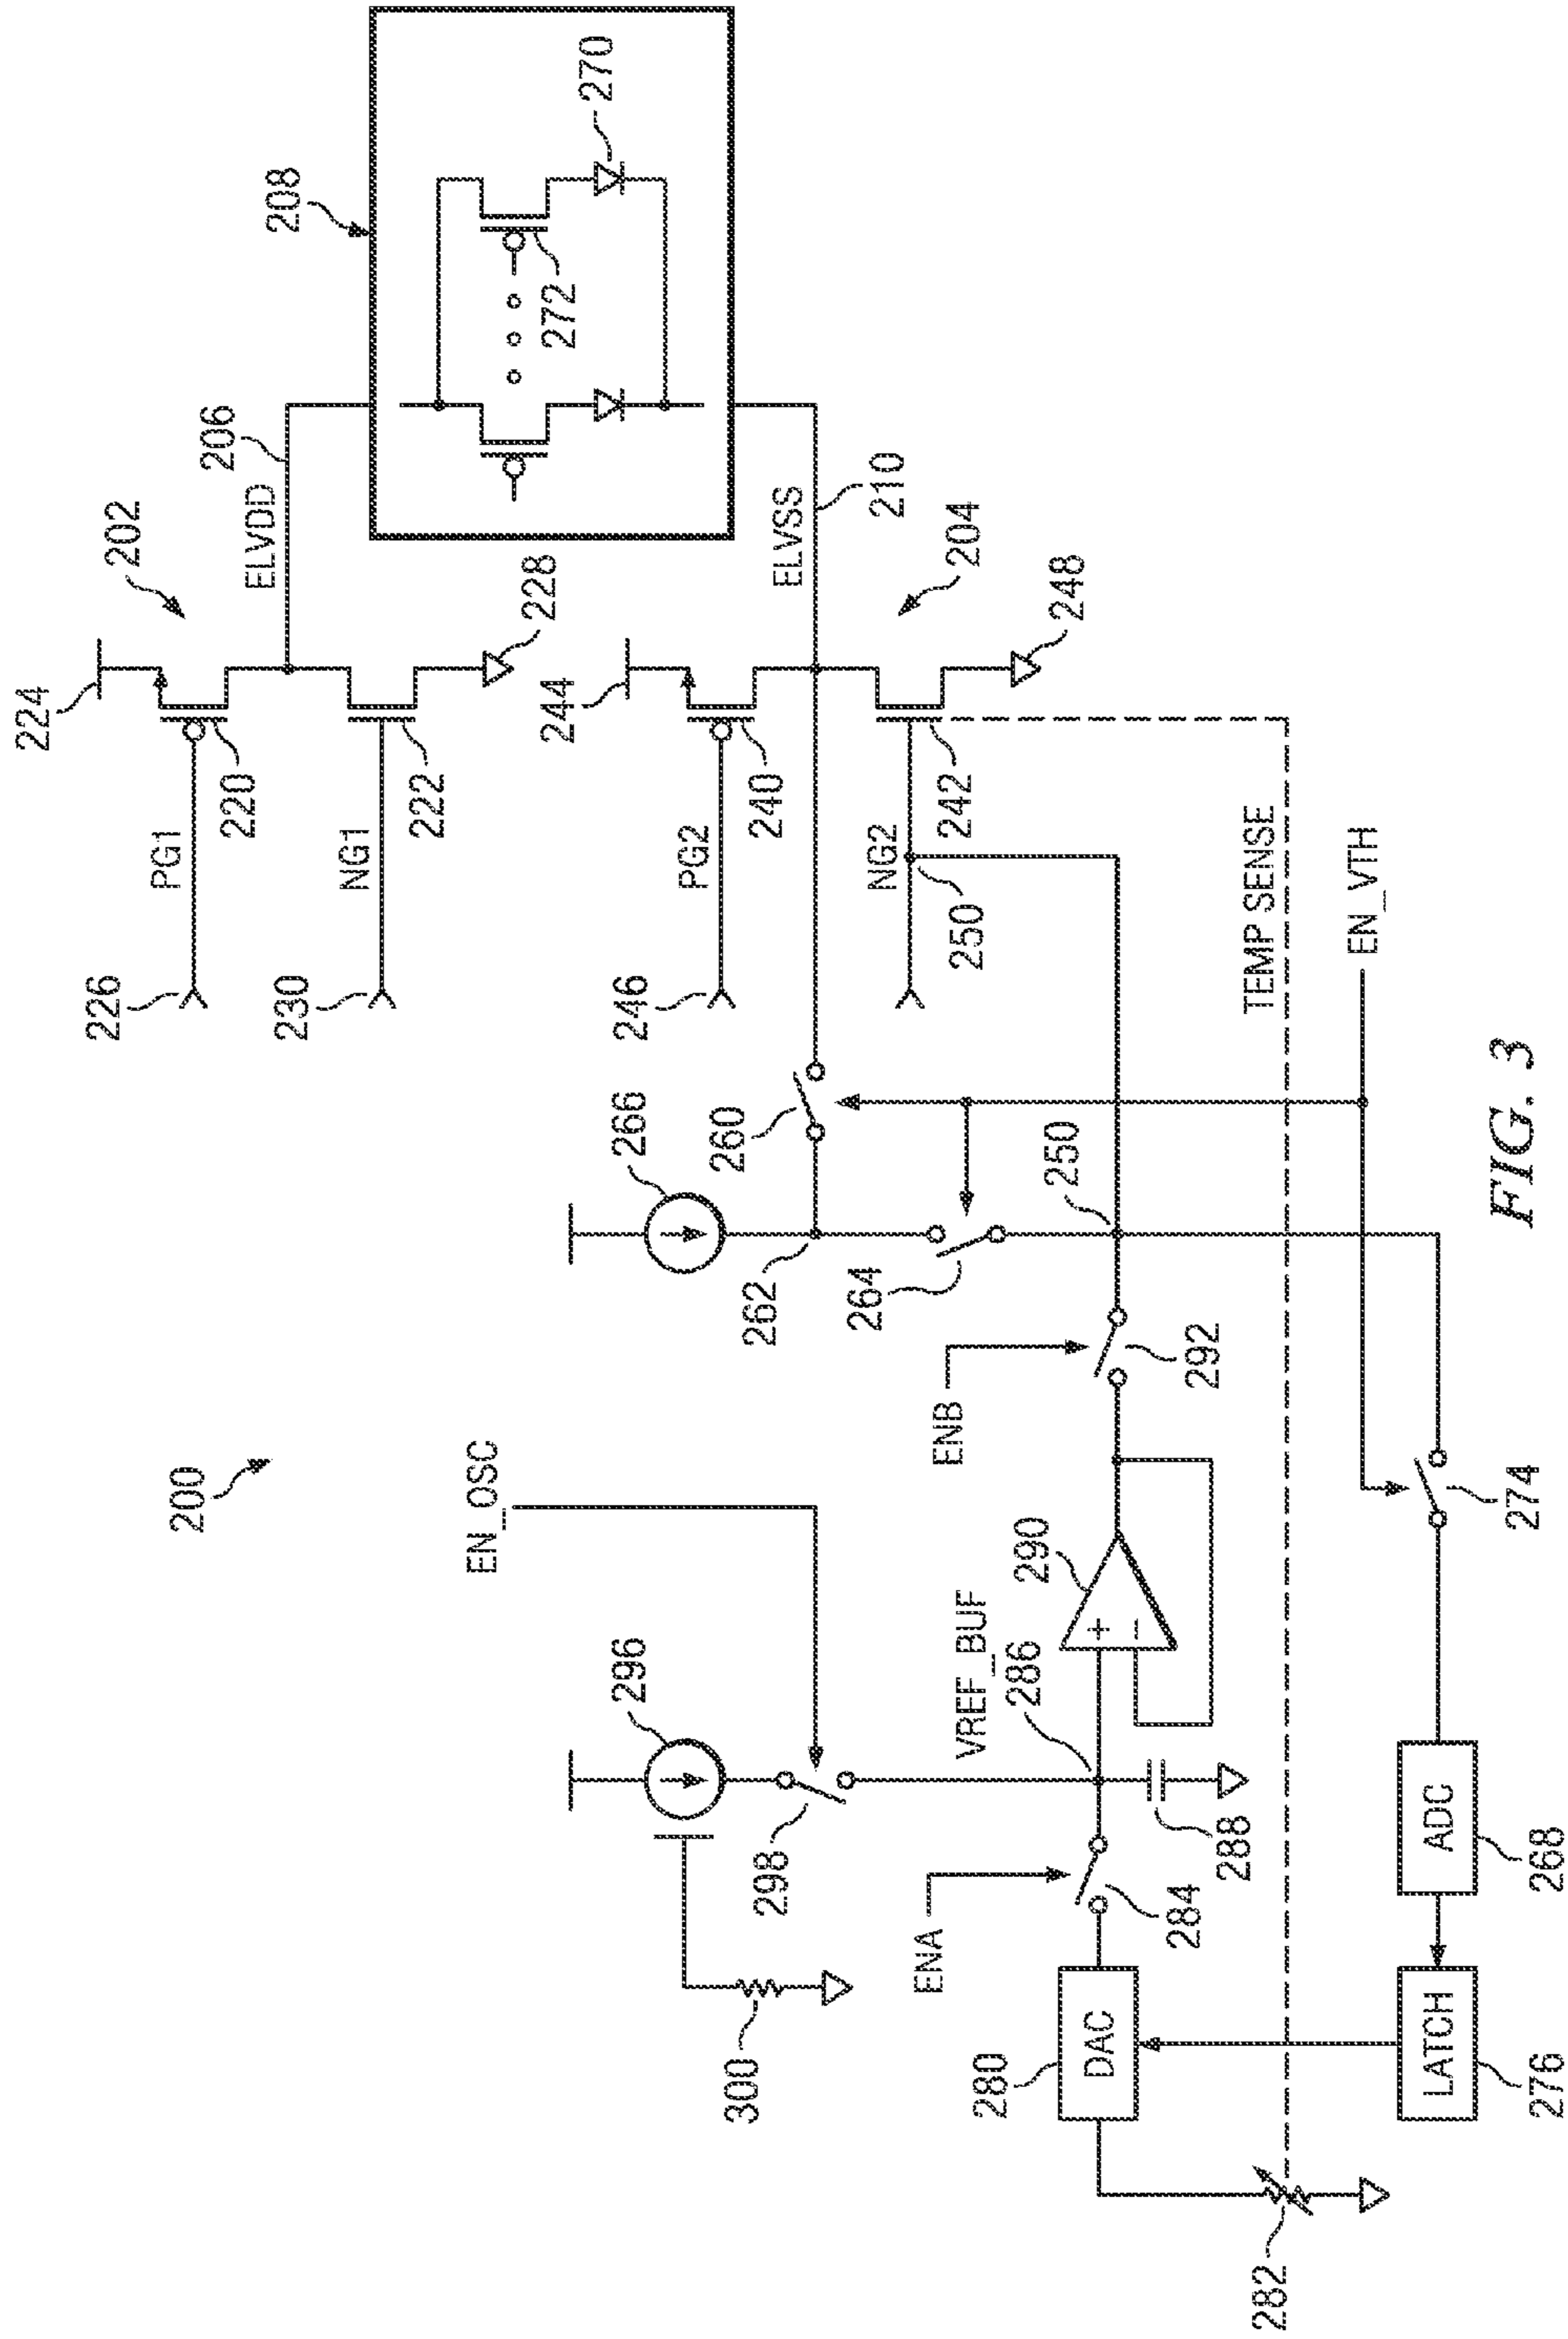 200
224
PG1
226
220
202
206
ELVDD
NG1
230
222
228
208
270
272
244
PG2
246
240
ELVSS
210
204
NG2
250
242
248
266
260
262
264
250
TEMP SENSE
EN_VTH
EN_OSC
296
298
300
VREF_BUF
286
290
ENB
292
ENA
284
288
DAC
280
282
LATCH
276
ADC
268
274
+
−
FIG. 3